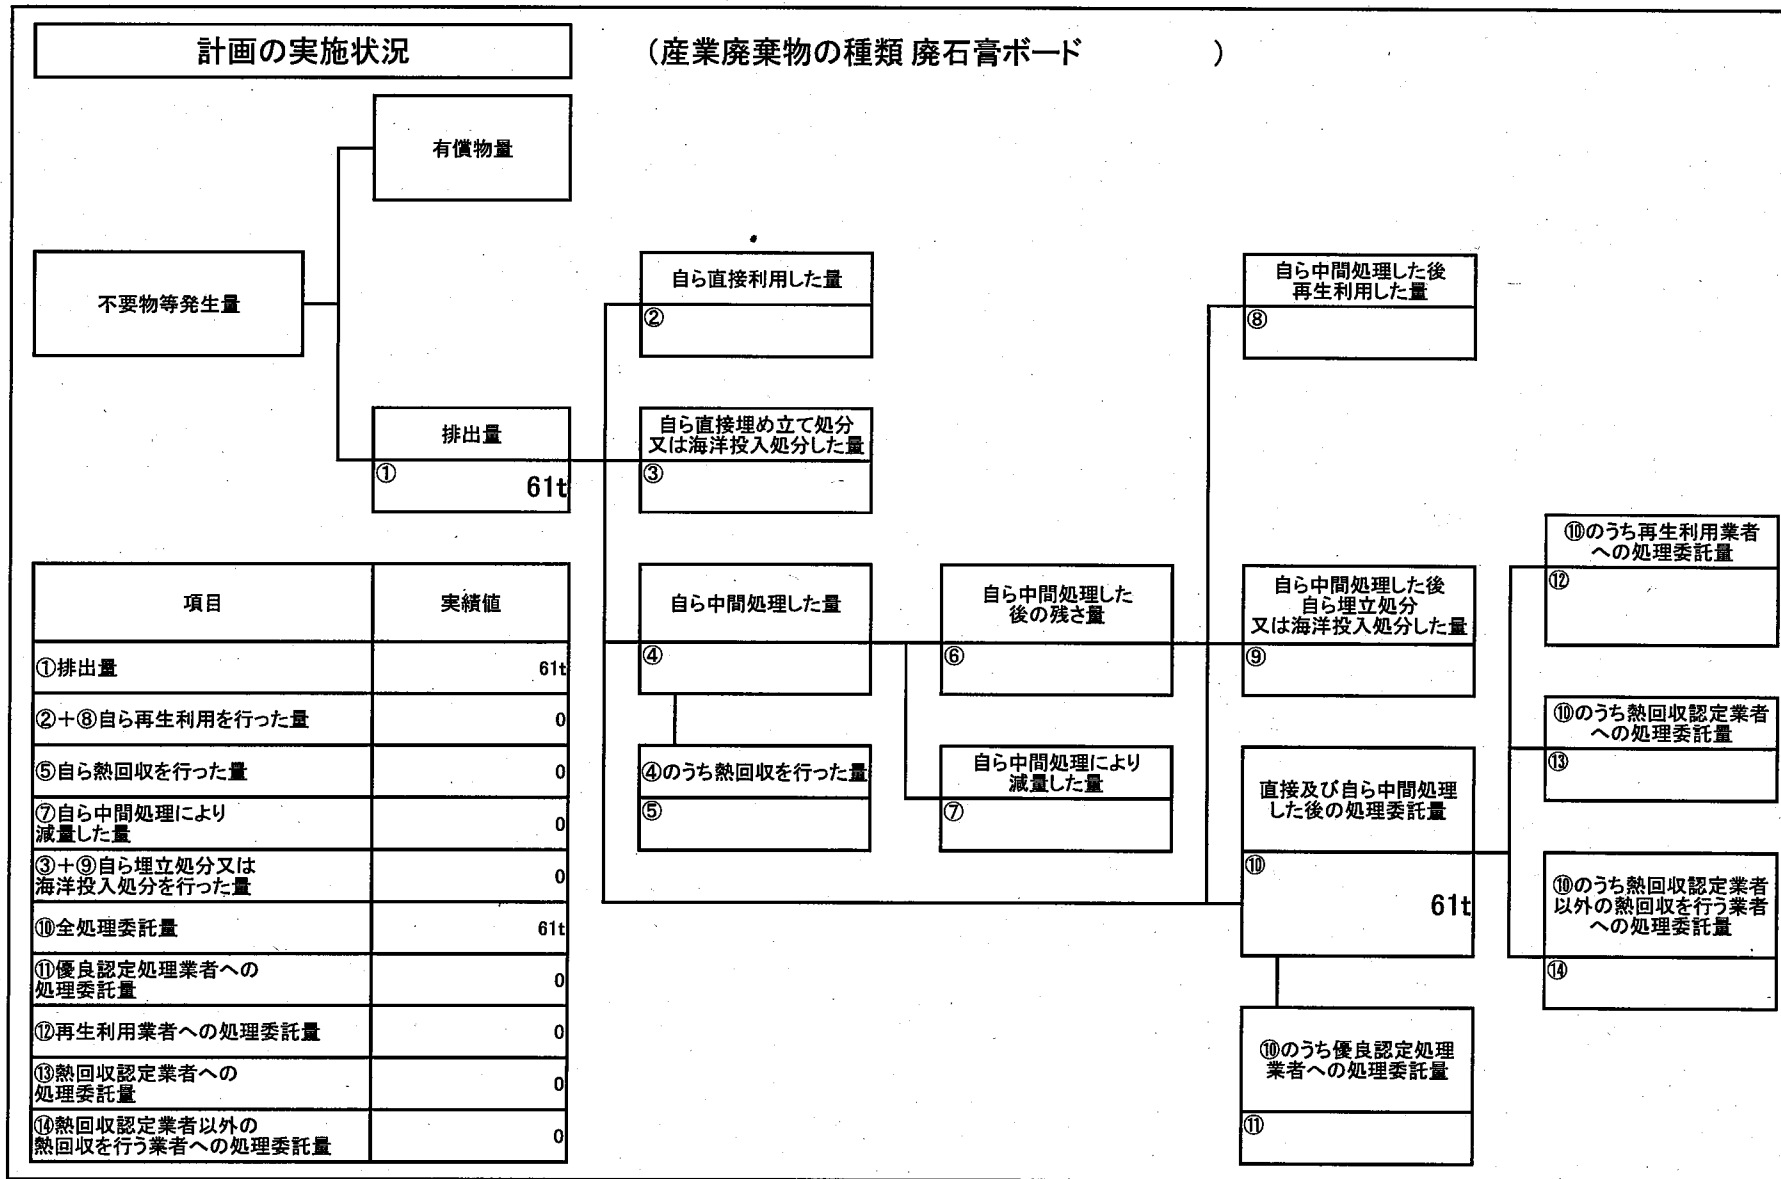 計画の実施状況
（産業廃棄物の種類 廃石膏ボード　　　　）
有償物量
不要物等発生量
排出量
①
61t
自ら直接利用した量
②
自ら直接埋め立て処分
又は海洋投入処分した量
③
自ら中間処理した量
④
④のうち熱回収を行った量
⑤
自ら中間処理した
後の残さ量
⑥
自ら中間処理により
減量した量
⑦
自ら中間処理した後
再生利用した量
⑧
自ら中間処理した後
自ら埋立処分
又は海洋投入処分した量
⑨
直接及び自ら中間処理
した後の処理委託量
⑩
61t
⑩のうち優良認定処理
業者への処理委託量
⑪
⑩のうち再生利用業者
への処理委託量
⑫
⑩のうち熱回収認定業者
への処理委託量
⑬
⑩のうち熱回収認定業者
以外の熱回収を行う業者
への処理委託量
⑭
項目 実績値
①排出量 61t
②＋⑧自ら再生利用を行った量 0
⑤自ら熱回収を行った量 0
⑦自ら中間処理により
減量した量 0
③＋⑨自ら埋立処分又は
海洋投入処分を行った量 0
⑩全処理委託量 61t
⑪優良認定処理業者への
処理委託量 0
⑫再生利用業者への処理委託量 0
⑬熱回収認定業者への
処理委託量 0
⑭熱回収認定業者以外の
熱回収を行う業者への処理委託量 0